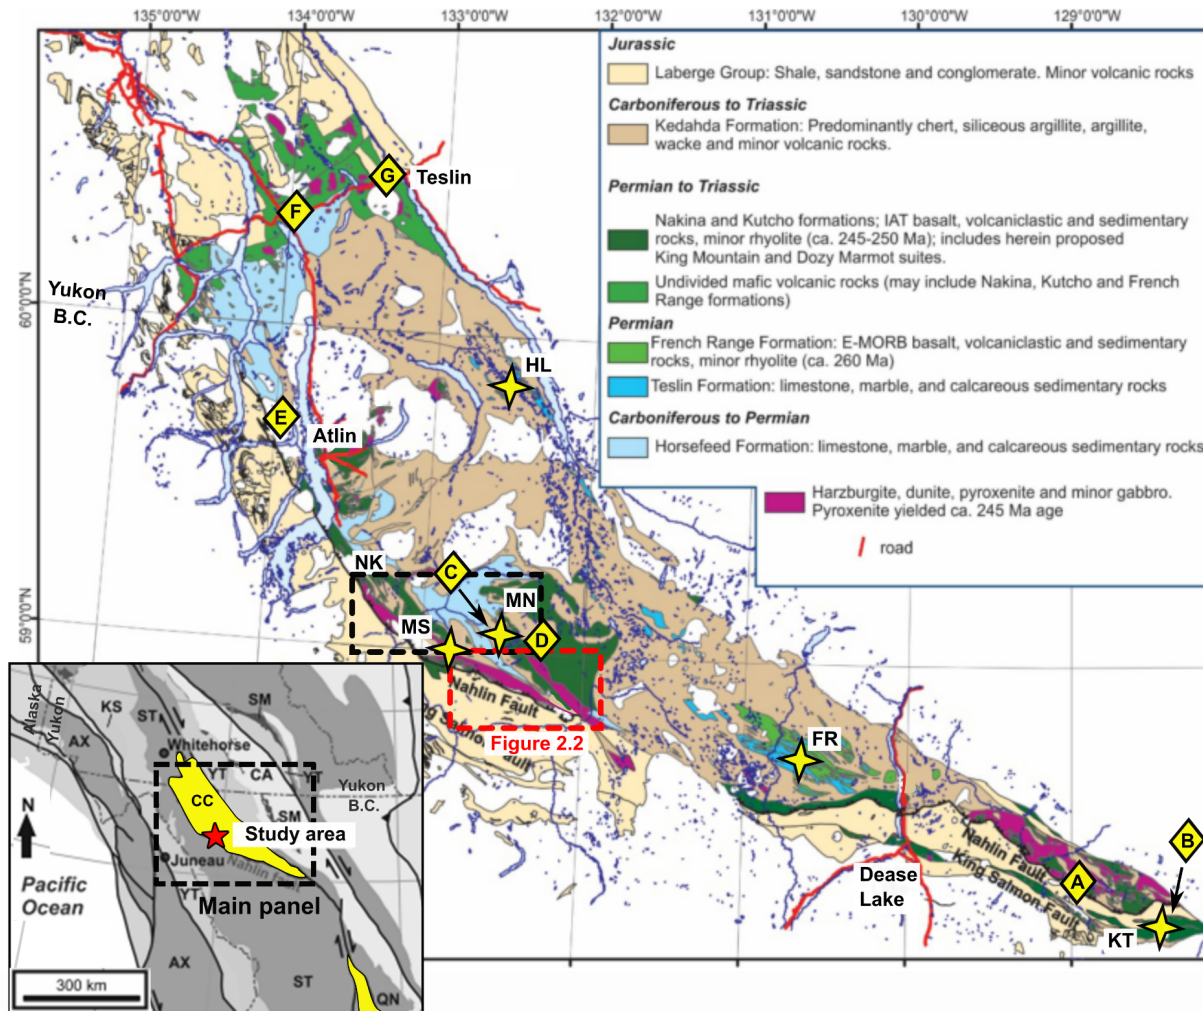 135°0'0"W
134°0'0"W
133°0'0"W
132°0'0"W
131°0'0"W
130°0'0"W
129°0'0"W
60°0'0"N
59°0'0"N
Jurassic
Laberge Group: Shale, sandstone and conglomerate. Minor volcanic rocks
Carboniferous to Triassic
Kedahda Formation: Predominantly chert, siliceous argillite, argillite,
wacke and minor volcanic rocks.
Permian to Triassic
Nakina and Kutcho formations; IAT basalt, volcaniclastic and sedimentary
rocks, minor rhyolite (ca. 245-250 Ma); includes herein proposed
King Mountain and Dozy Marmot suites.
Undivided mafic volcanic rocks (may include Nakina, Kutcho and French
Range formations)
Permian
French Range Formation: E-MORB basalt, volcaniclastic and sedimentary
rocks, minor rhyolite (ca. 260 Ma)
Teslin Formation: limestone, marble, and calcareous sedimentary rocks
Carboniferous to Permian
Horsefeed Formation: limestone, marble, and calcareous sedimentary rocks
Harzburgite, dunite, pyroxenite and minor gabbro.
Pyroxenite yielded ca. 245 Ma age
road
G
Teslin
F
Yukon
B.C.
HL
E
Atlin
NK
C
MN
MS
D
Nahlin Fault
King Salmon Fault
Figure 2.2
FR
Dease
Lake
Nahlin Fault
King Salmon Fault
A
B
KT
Alaska
Yukon
KS
ST
SM
AX
Whitehorse
YT
CA
YT
Yukon
B.C.
CC
SM
Study area
N
Juneau
Nahlin fault
YT
Main panel
Pacific
Ocean
AX
ST
QN
300 km